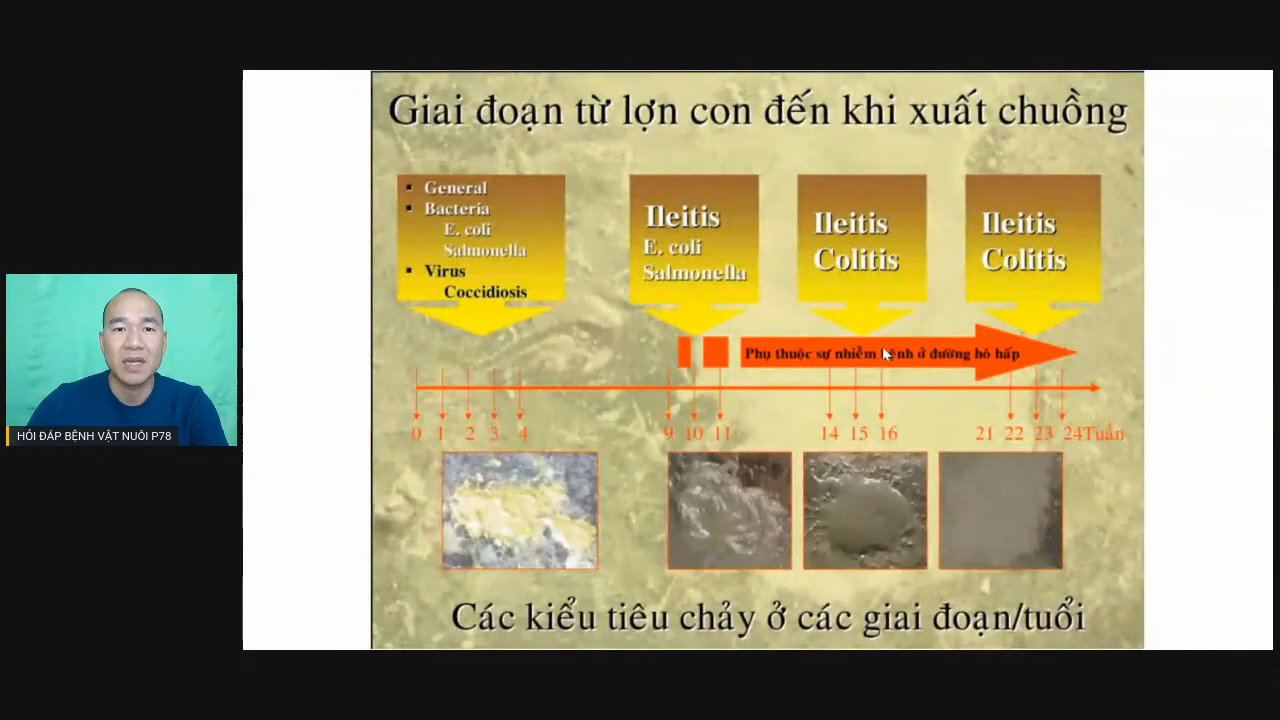 Giai đoạn từ lợn con đến khi xuất chuồng
▪ General
▪ Bacteria
E. coli
Salmonella
▪ Virus
Coccidiosis
Ileitis
E. coli
Salmonella
Ileitis
Colitis
Ileitis
Colitis
Phụ thuộc sự nhiễm bệnh ở đường hô hấp
0 1 2 3 4 9 10 11 14 15 16 21 22 23 24Tuần
Các kiểu tiêu chảy ở các giai đoạn/tuổi
HỎI ĐÁP BỆNH VẬT NUÔI P78